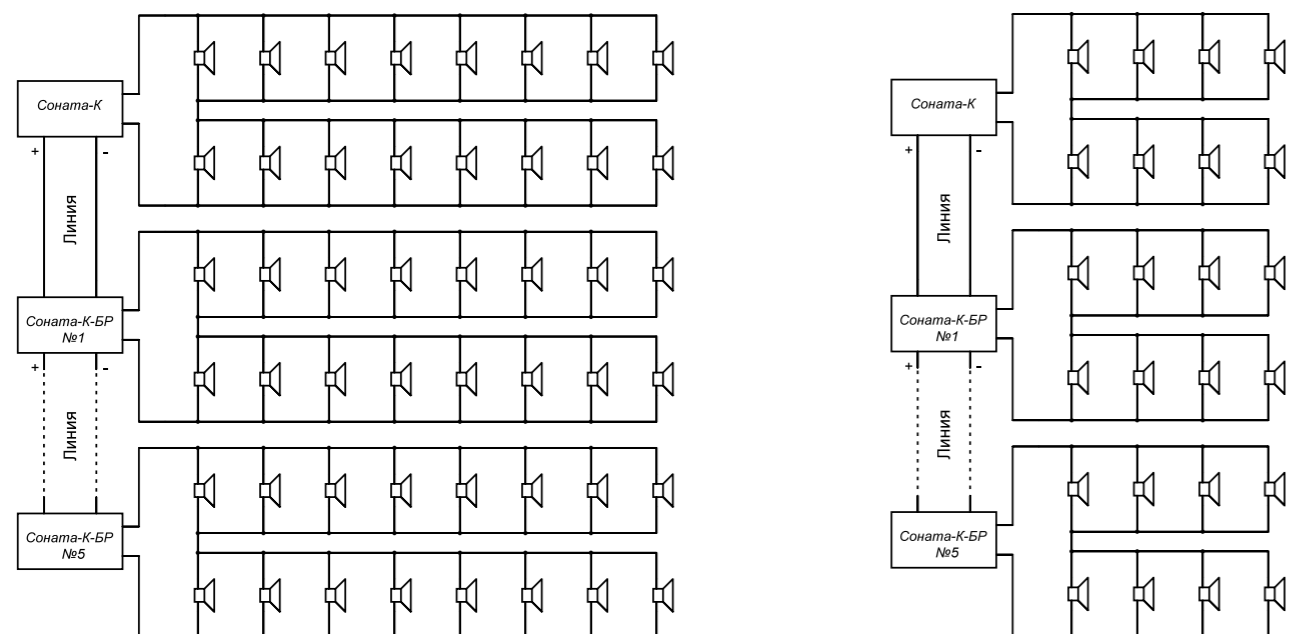 Соната-К
+ -
Линия
Соната-К-БР
№1
+ -
Линия
Соната-К-БР
№5
Соната-К
+ -
Линия
Соната-К-БР
№1
+ -
Линия
Соната-К-БР
№5